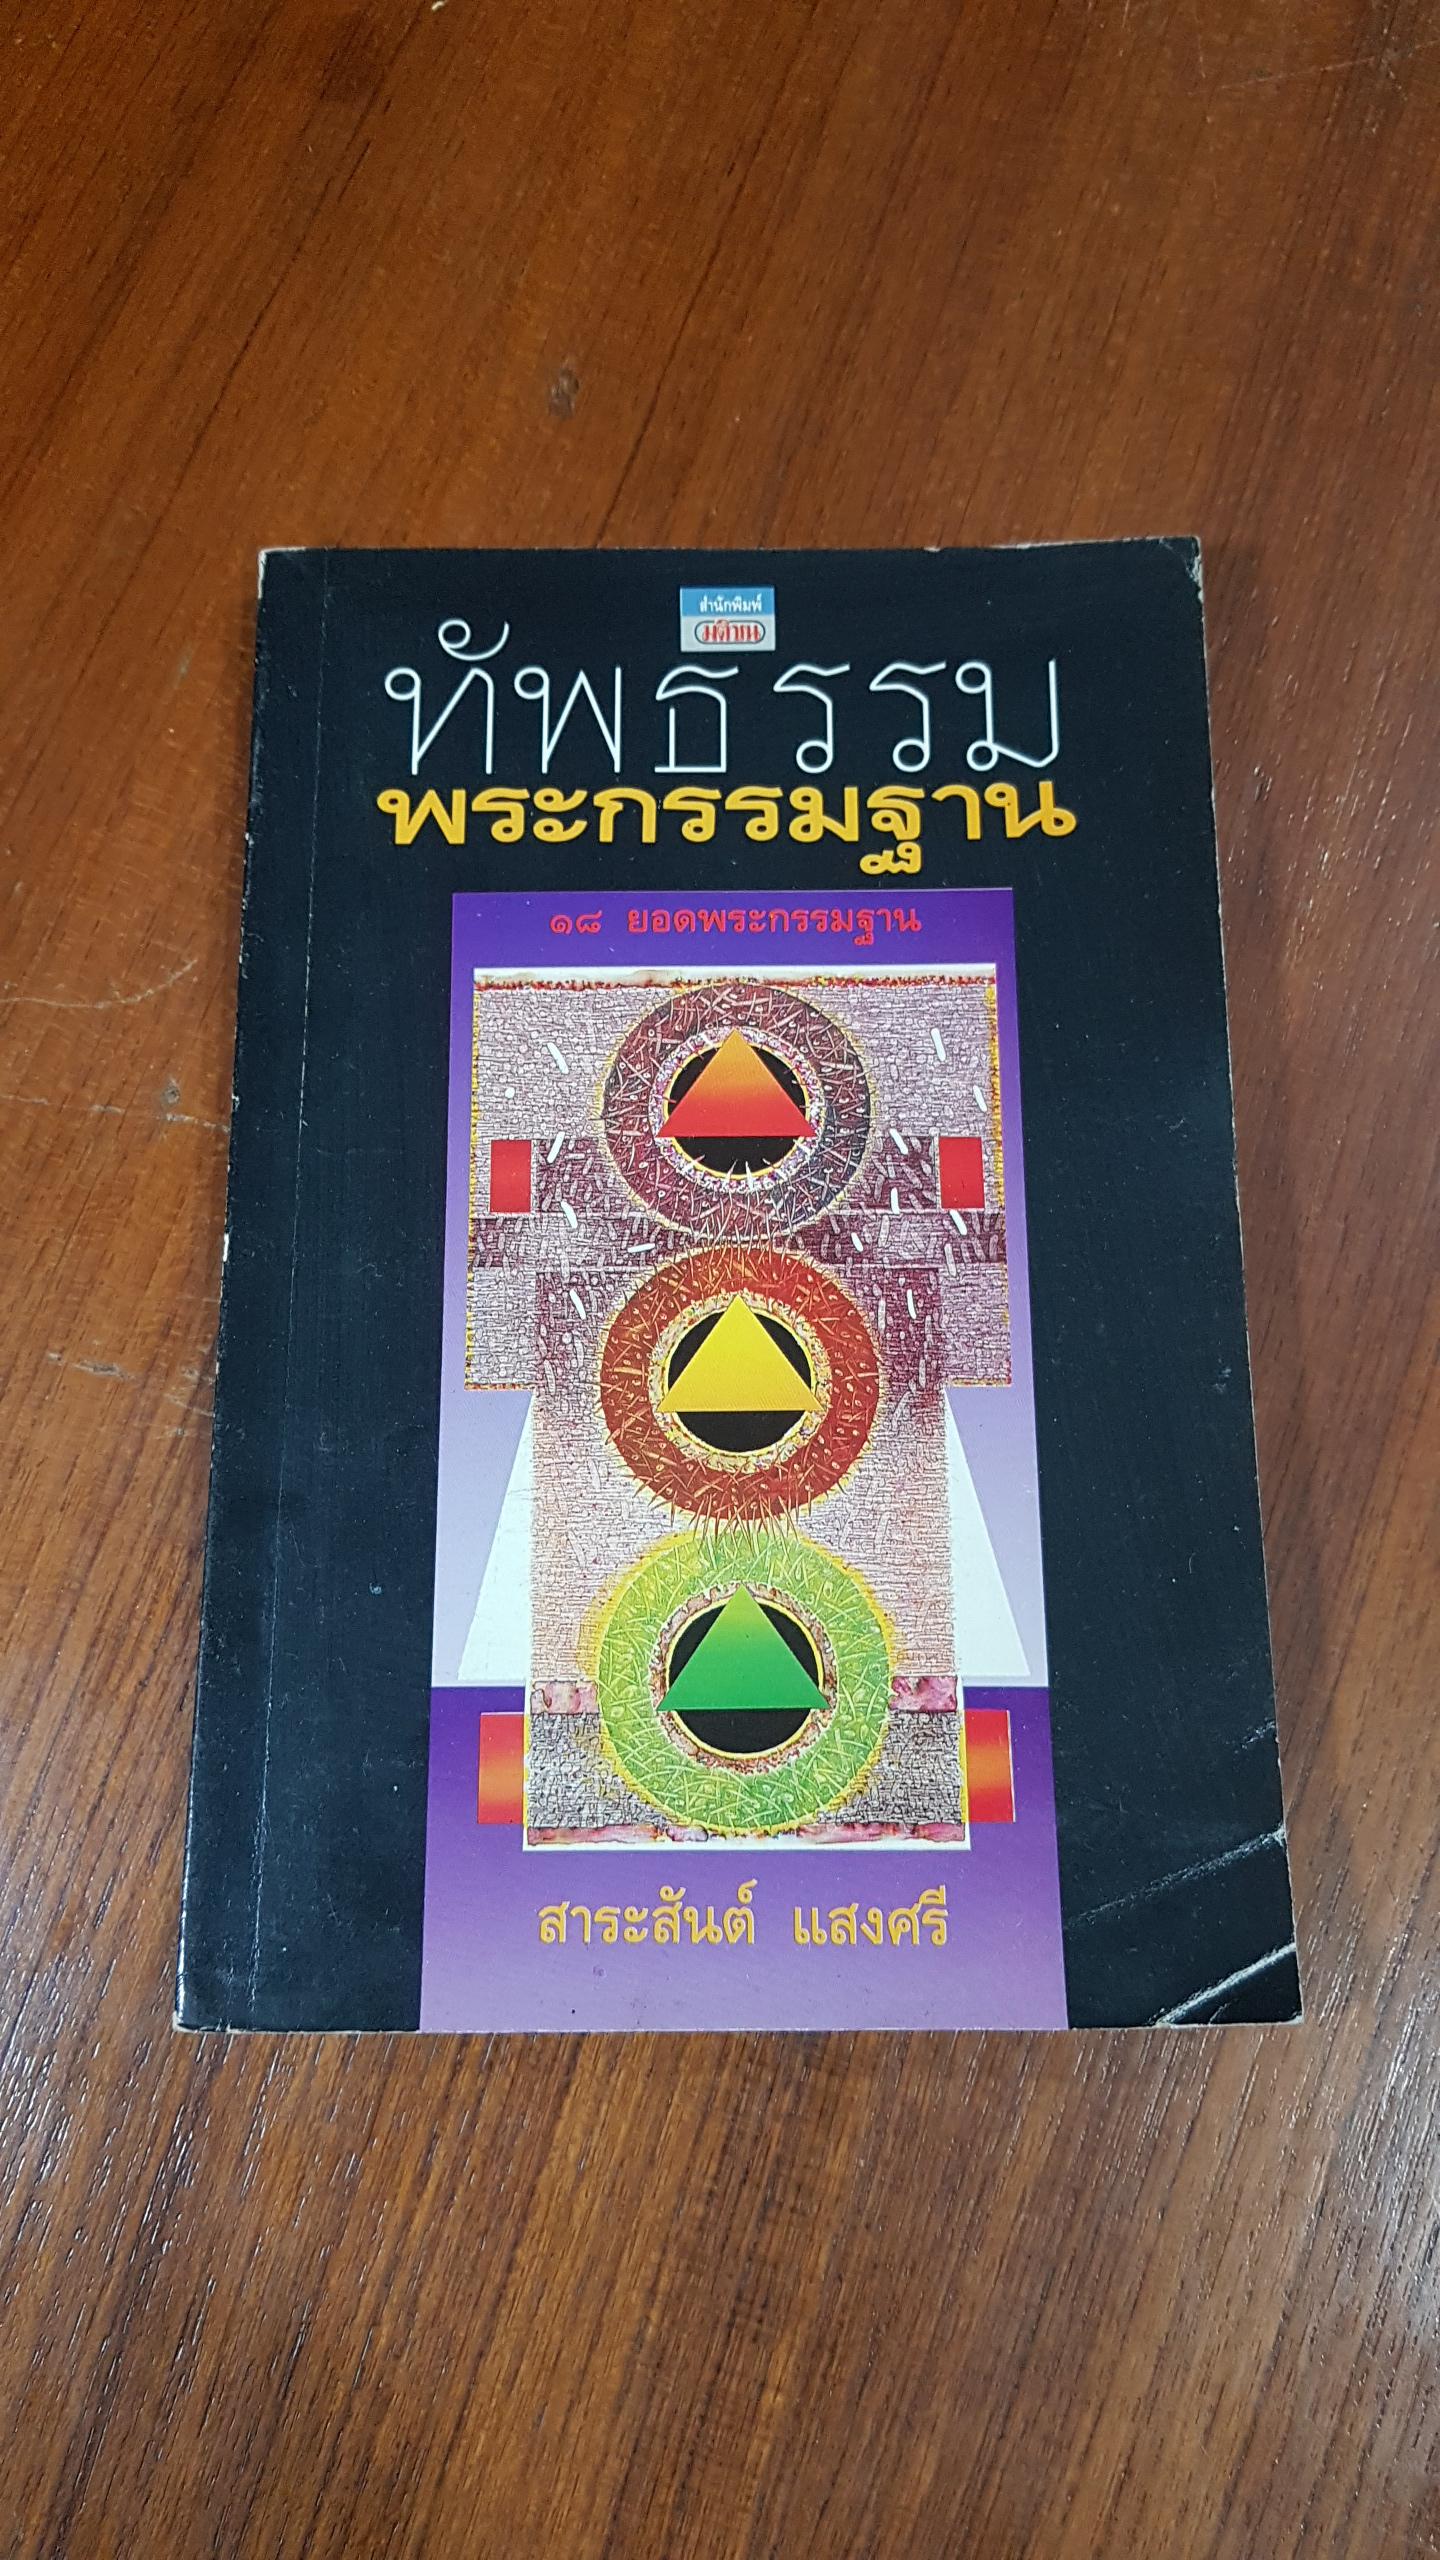 สำนักพิมพ์
มติชน
ทัพธรรม
พระกรรมฐาน
๑๘ ยอดพระกรรมฐาน
สาระสันต์ แสงศรี